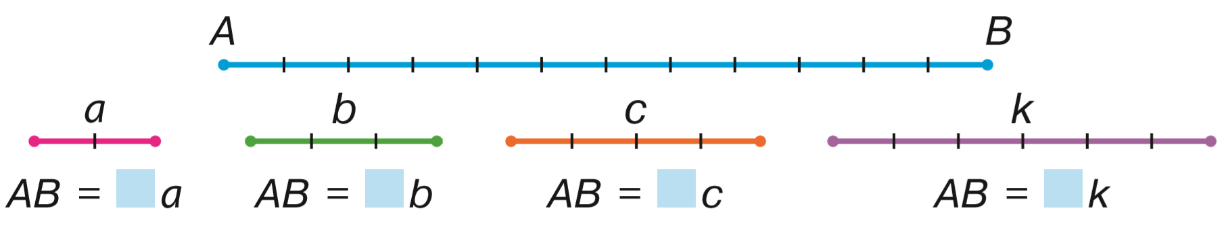 A B
a b c k
AB = a AB = b AB = c AB = k